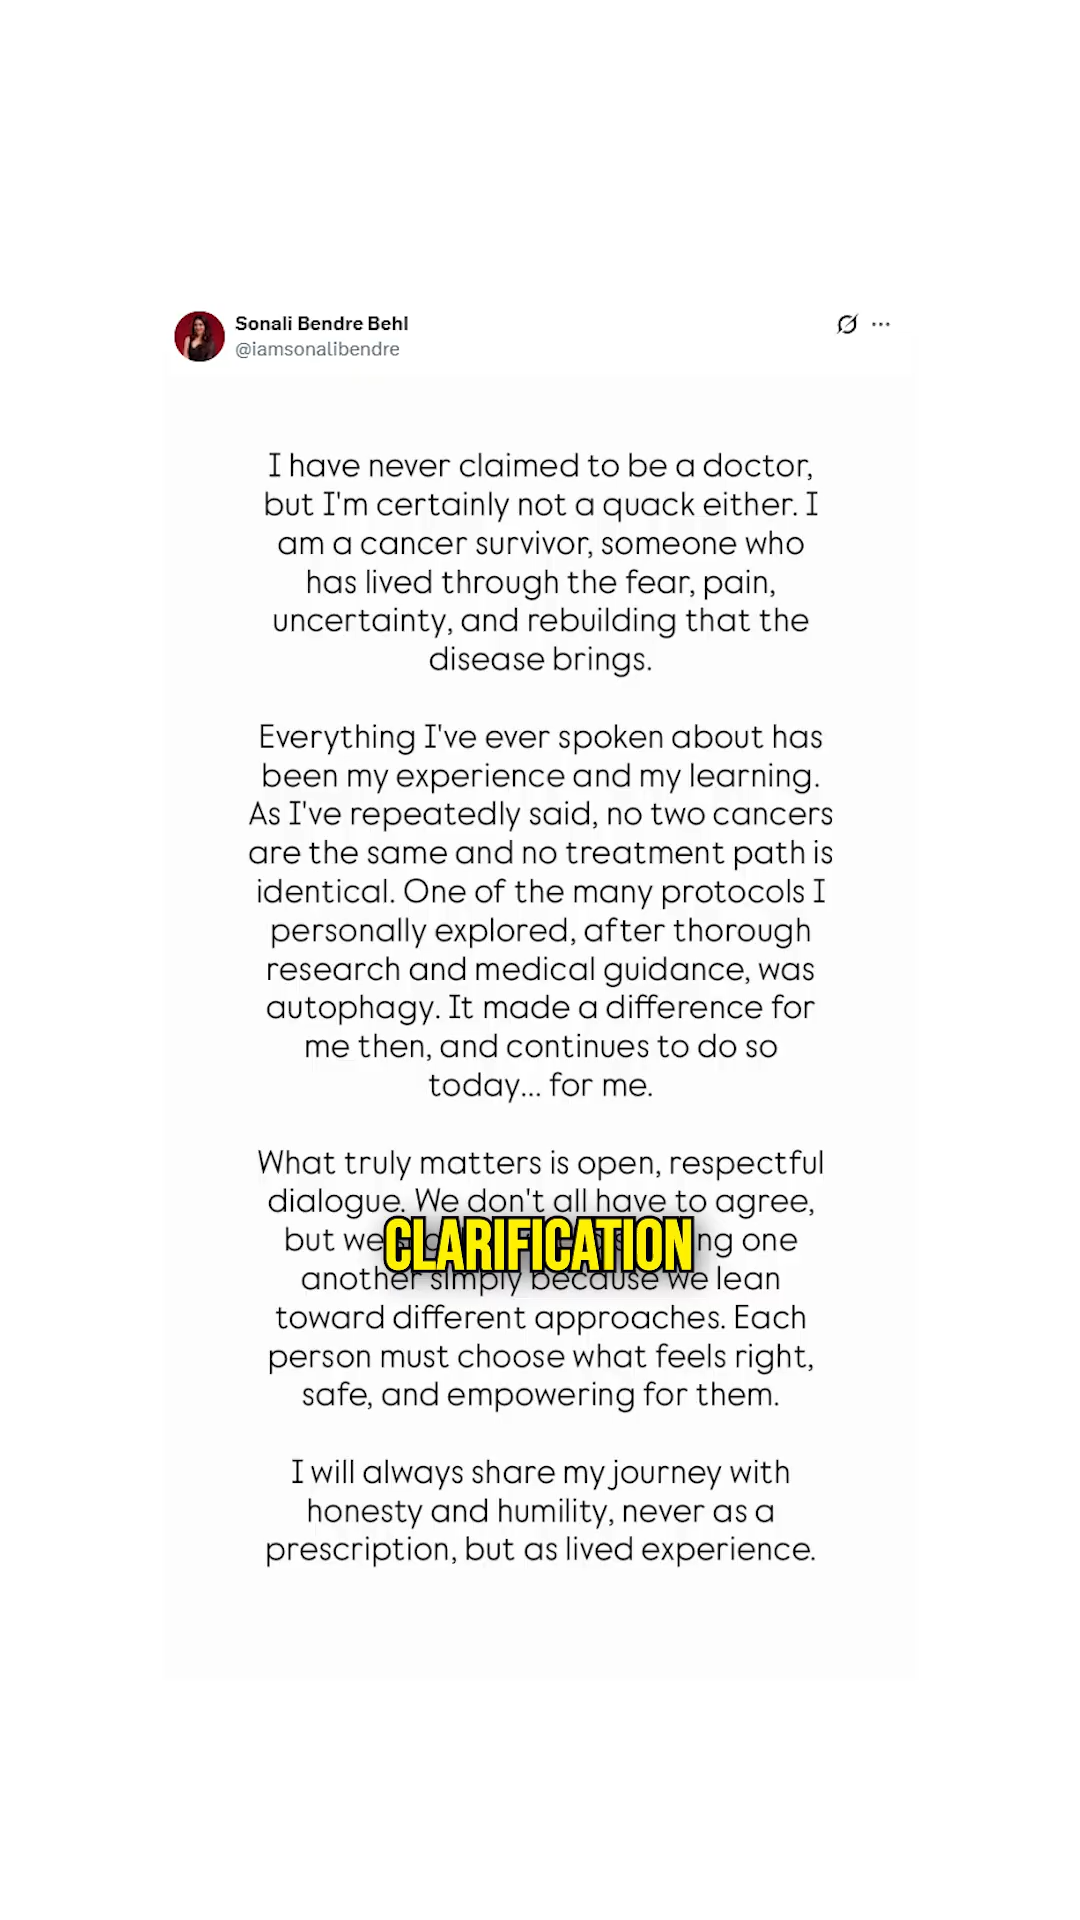 Sonali Bendre Behl
@iamsonalibendre
I have never claimed to be a doctor,
but I'm certainly not a quack either. I
am a cancer survivor, someone who
has lived through the fear, pain,
uncertainty, and rebuilding that the
disease brings.
Everything I've ever spoken about has
been my experience and my learning.
As I've repeatedly said, no two cancers
are the same and no treatment path is
identical. One of the many protocols I
personally explored, after thorough
research and medical guidance, was
autophagy. It made a difference for
me then, and continues to do so
today... for me.
What truly matters is open, respectful
dialogue. We don't all have to agree,
but we one
CLARIFICATION
another simply because we lean
toward different approaches. Each
person must choose what feels right,
safe, and empowering for them.
I will always share my journey with
honesty and humility, never as a
prescription, but as lived experience.